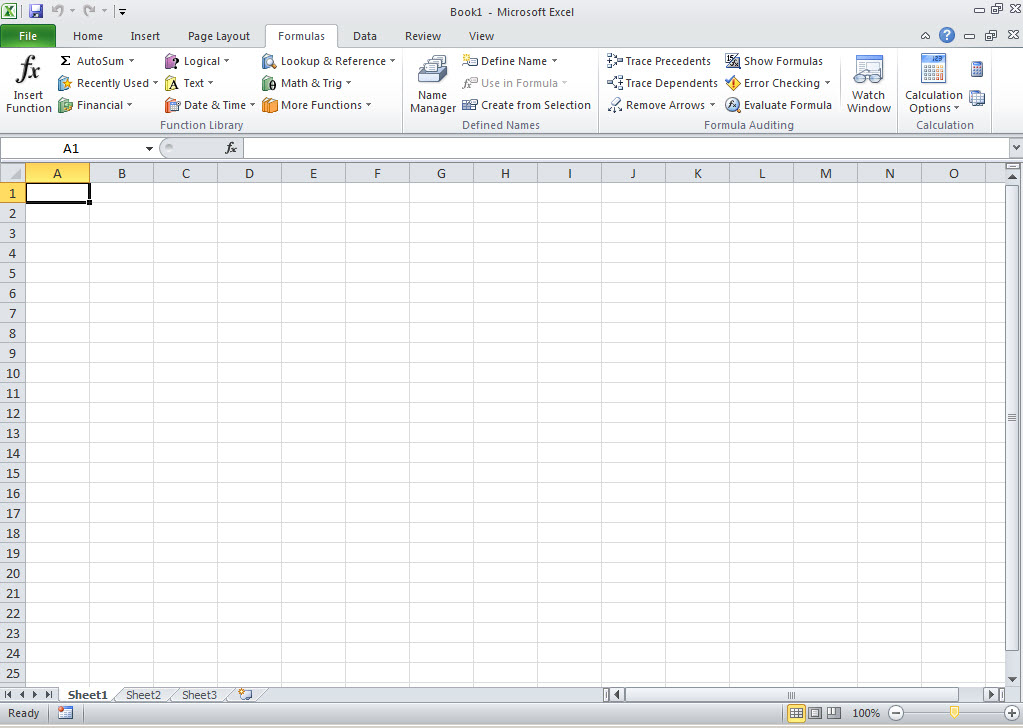 Book1 - Microsoft Excel
File Home Insert Page Layout Formulas Data Review View
Insert Function
AutoSum
Recently Used
Financial
Logical
Text
Date & Time
Lookup & Reference
Math & Trig
More Functions
Function Library
Name Manager
Define Name
Use in Formula
Create from Selection
Defined Names
Trace Precedents
Trace Dependents
Remove Arrows
Show Formulas
Error Checking
Evaluate Formula
Formula Auditing
Watch Window
Calculation Options
Calculation
A1 fx
A B C D E F G H I J K L M N O
1
2
3
4
5
6
7
8
9
10
11
12
13
14
15
16
17
18
19
20
21
22
23
24
25
Sheet1 Sheet2 Sheet3
Ready 100%